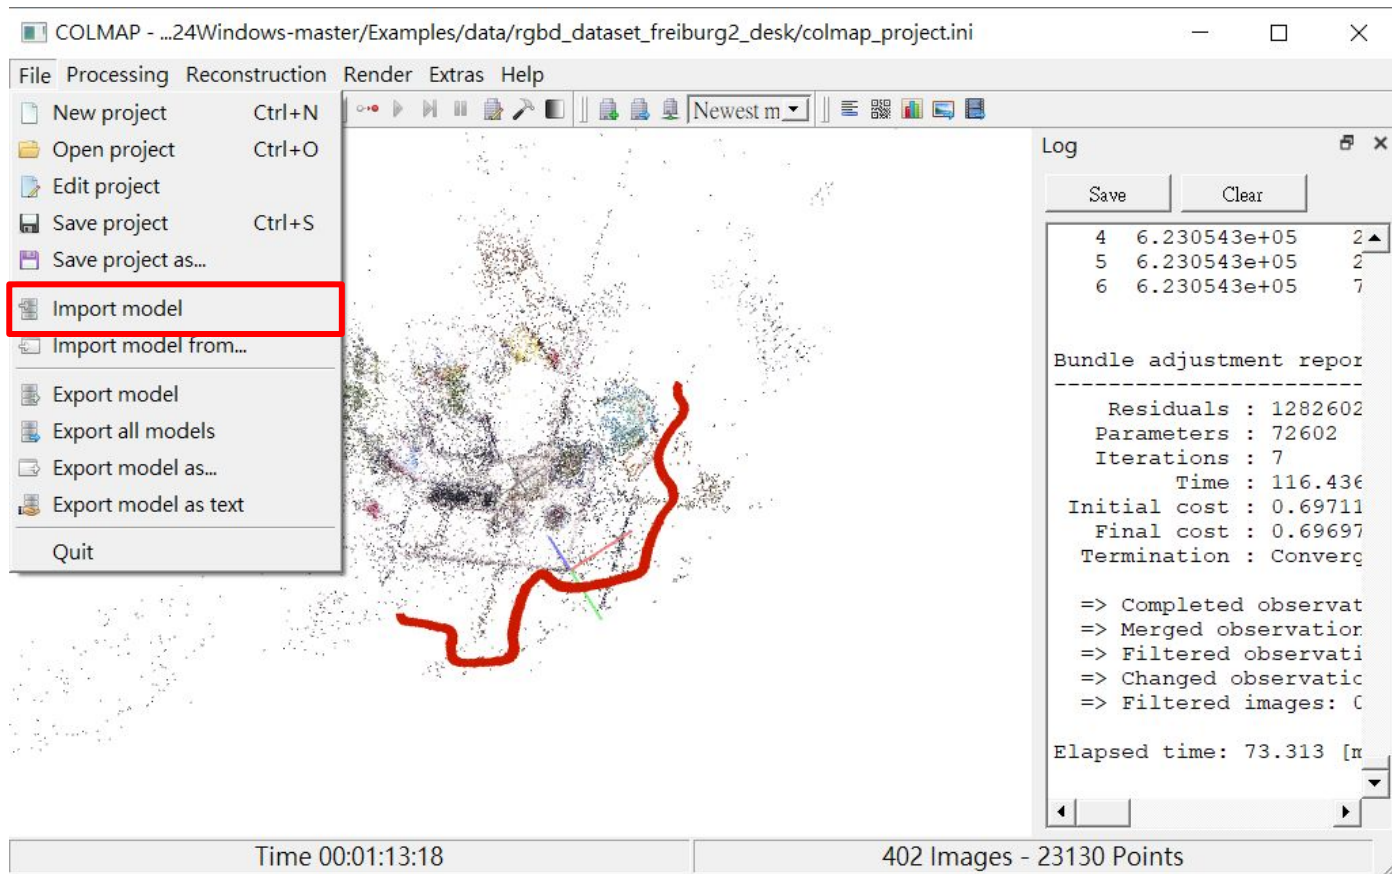 COLMAP - ...24Windows-master/Examples/data/rgbd_dataset_freiburg2_desk/colmap_project.ini
File Processing Reconstruction Render Extras Help
New project Ctrl+N
Open project Ctrl+O
Edit project
Save project Ctrl+S
Save project as...
Import model
Import model from...
Export model
Export all models
Export model as...
Export model as text
Quit
Newest m
Log
Save Clear
4 6.230543e+05 2
5 6.230543e+05 2
6 6.230543e+05 7
Bundle adjustment repor
-----------------------
Residuals : 1282602
Parameters : 72602
Iterations : 7
Time : 116.436
Initial cost : 0.69711
Final cost : 0.69697
Termination : Converg
=> Completed observat
=> Merged observation
=> Filtered observati
=> Changed observatio
=> Filtered images: 0
Elapsed time: 73.313 [m
Time 00:01:13:18
402 Images - 23130 Points